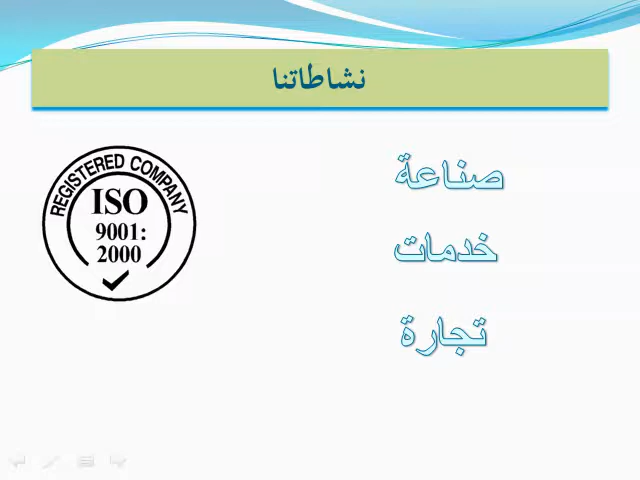 نشاطاتنا
صناعة
خدمات
تجارة
REGISTERED COMPANY
ISO
9001:
2000